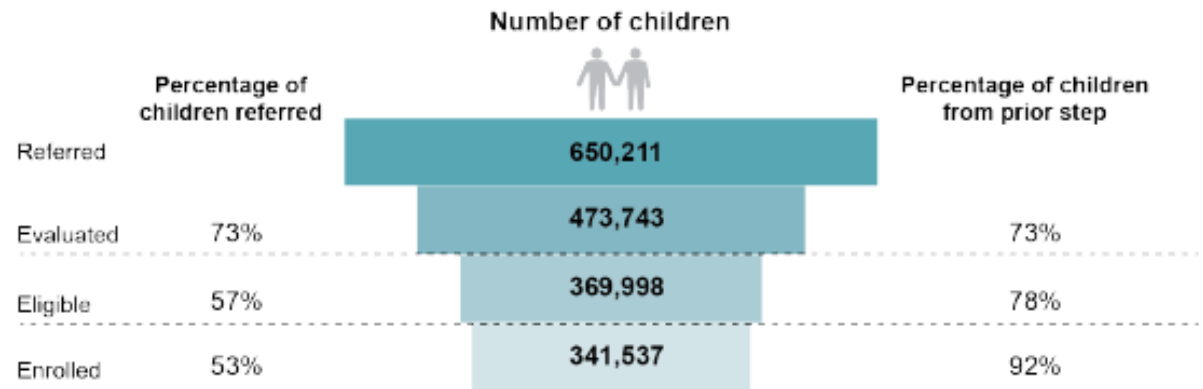 Number of children
Percentage of
children referred
Percentage of children
from prior step
Referred
650,211
Evaluated 73% 473,743 73%
Eligible 57% 369,998 78%
Enrolled 53% 341,537 92%